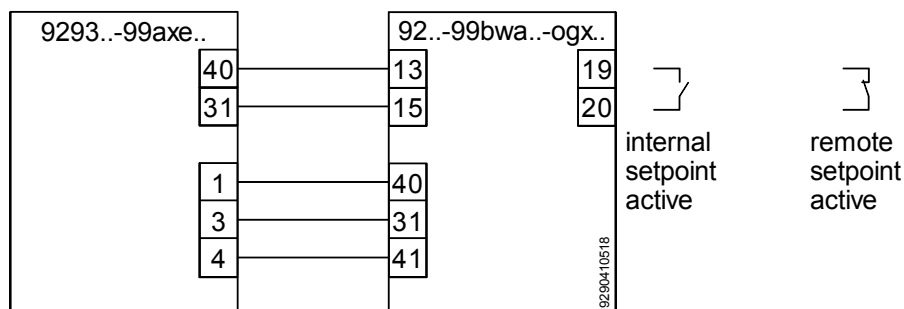 9293..-99axe..
92..-99bwa..-ogx..
40
13
19
31
15
20
internal
setpoint
active
remote
setpoint
active
1
40
3
31
4
41
9290410518